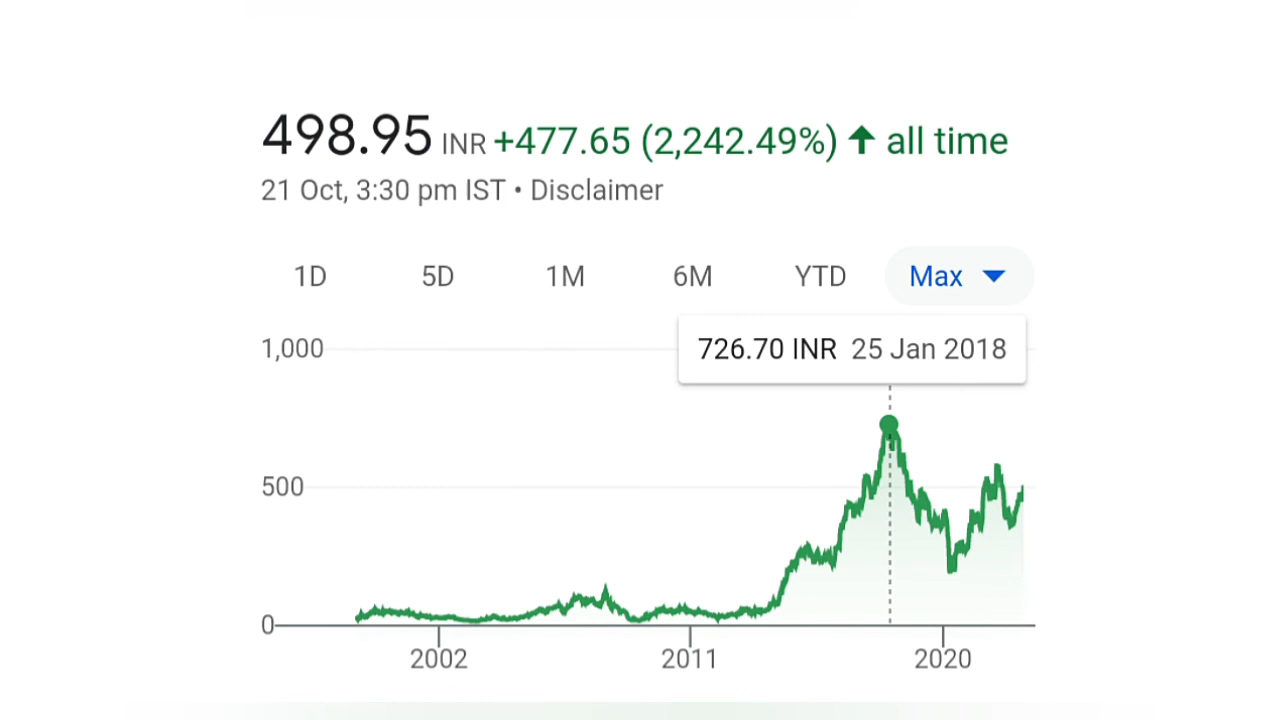 498.95 INR +477.65 (2,242.49%) ↑ all time
21 Oct, 3:30 pm IST • Disclaimer
1D 5D 1M 6M YTD Max
726.70 INR 25 Jan 2018
1,000
500
0
2002 2011 2020